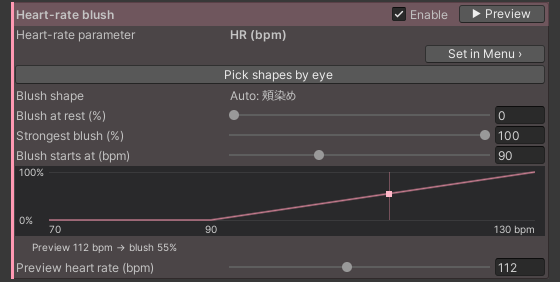 Heart-rate blush
Enable
▶ Preview
Heart-rate parameter
HR (bpm)
Set in Menu ›
Pick shapes by eye
Blush shape
Auto: 頬染め
Blush at rest (%)
0
Strongest blush (%)
100
Blush starts at (bpm)
90
100%
0%
70
90
130 bpm
Preview 112 bpm → blush 55%
Preview heart rate (bpm)
112